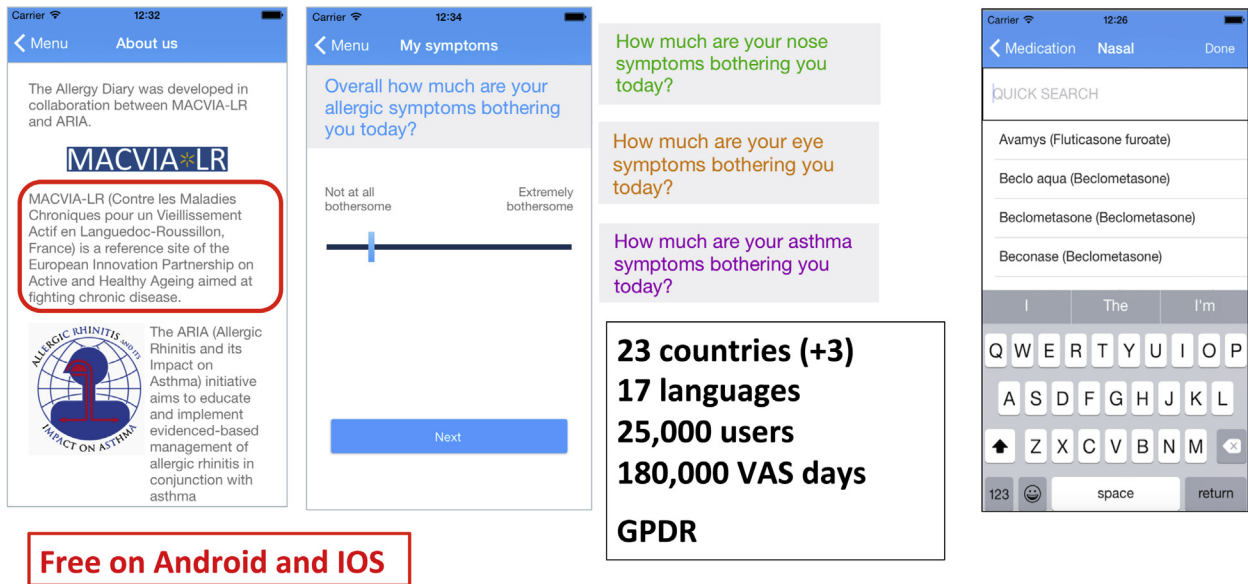 Carrier 12:32
Menu About us
The Allergy Diary was developed in
collaboration between MACVIA-LR
and ARIA.
MACVIA LR
MACVIA-LR (Contre les Maladies
Chroniques pour un Vieillissement
Actif en Languedoc-Roussillon,
France) is a reference site of the
European Innovation Partnership on
Active and Healthy Ageing aimed at
fighting chronic disease.
ALLERGIC RHINITIS AND ITS
IMPACT ON ASTHMA
The ARIA (Allergic
Rhinitis and its
Impact on
Asthma) initiative
aims to educate
and implement
evidenced-based
management of
allergic rhinitis in
conjunction with
asthma
Free on Android and IOS
Carrier 12:34
Menu My symptoms
Overall how much are your
allergic symptoms bothering
you today?
Not at all
bothersome
Extremely
bothersome
Next
How much are your nose
symptoms bothering you
today?
How much are your eye
symptoms bothering you
today?
How much are your asthma
symptoms bothering you
today?
23 countries (+3)
17 languages
25,000 users
180,000 VAS days
GPDR
Carrier 12:26
Medication Nasal Done
QUICK SEARCH
Avamys (Fluticasone furoate)
Beclo aqua (Beclometasone)
Beclometasone (Beclometasone)
Beconase (Beclometasone)
I The I'm
Q W E R T Y U I O P
A S D F G H J K L
Z X C V B N M
123 space return